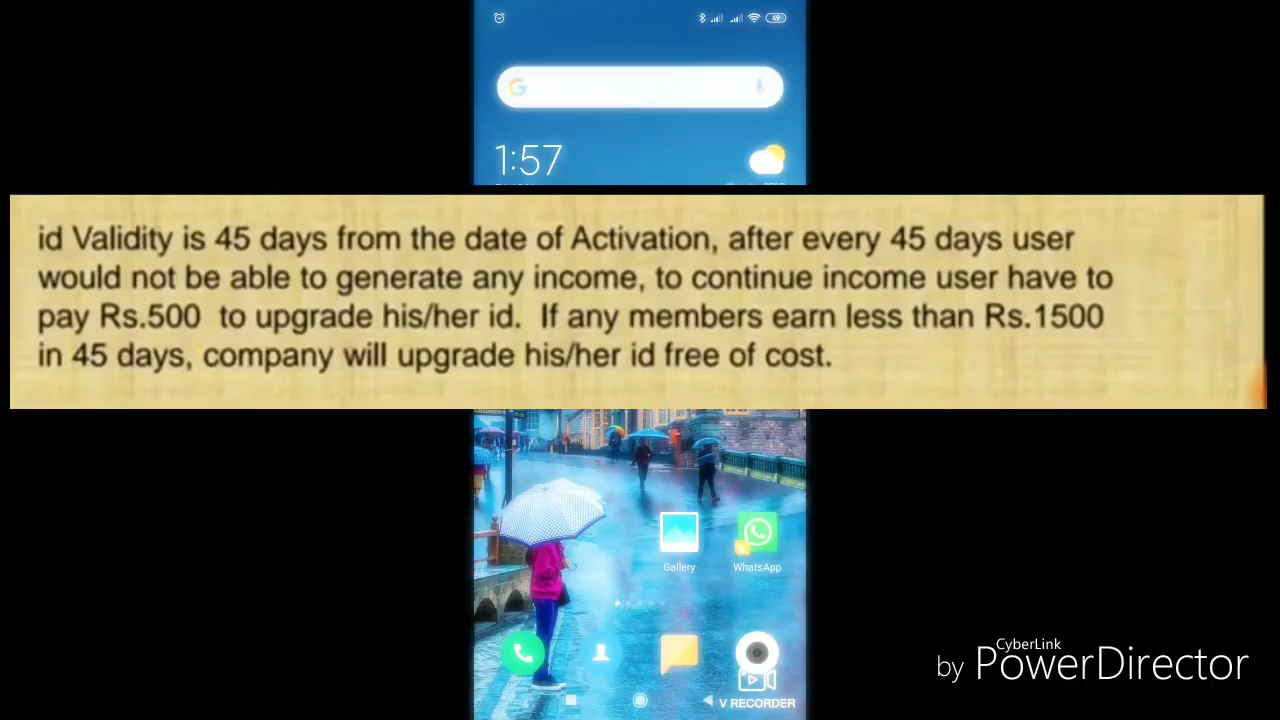 49
1:57
id Validity is 45 days from the date of Activation, after every 45 days user
would not be able to generate any income, to continue income user have to
pay Rs.500 to upgrade his/her id. If any members earn less than Rs.1500
in 45 days, company will upgrade his/her id free of cost.
Gallery
WhatsApp
V RECORDER
CyberLink
by PowerDirector